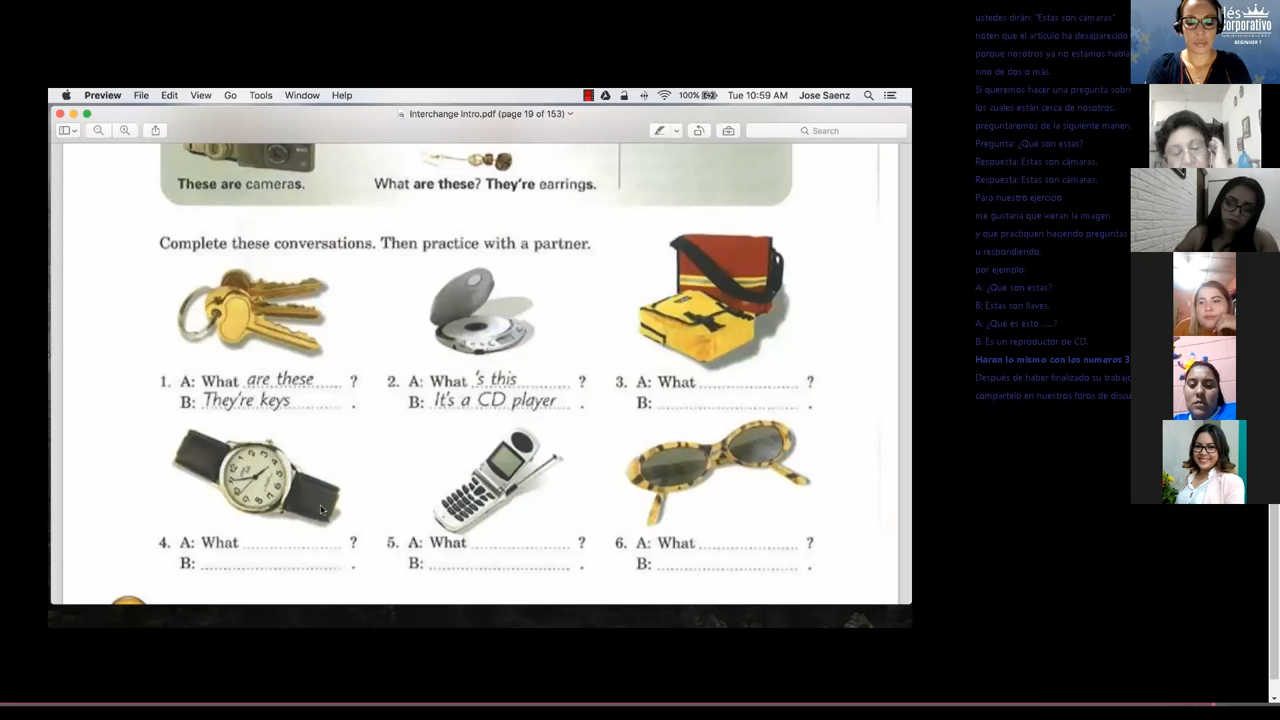 Preview File Edit View Go Tools Window Help 100% Tue 10:59 AM Jose Saenz
Interchange Intro.pdf (page 19 of 153)
Search
These are cameras.
What are these? They're earrings.
Complete these conversations. Then practice with a partner.
1. A: What are these ?
B: They're keys .
2. A: What 's this ?
B: It's a CD player .
3. A: What ?
B: .
4. A: What ?
B: .
5. A: What ?
B: .
6. A: What ?
B: .
ustedes dirán: "Estas son cámaras"
noten que el artículo ha desaparecido
porque nosotros ya no estamos habla
sino de dos o más.
Si queremos hacer una pregunta sobre
los cuales están cerca de nosotros,
preguntaremos de la siguiente manera
Pregunta: ¿Qué son estas?
Respuesta: Estas son cámaras.
Respuesta: Estas son cámaras.
Para nuestro ejercicio
me gustaría que vieran la imagen
y que practiquen haciendo preguntas
u respondiendo,
por ejemplo:
A: ¿Qué son estas?
B: Estas son llaves.
A: ¿Qué es esto ......?
B: Es un reproductor de CD.
Haran lo mismo con los numeros 3
Después de haber finalizado su trabajo
compartelo en nuestros foros de discu
lés
Corporativo
BEGINNER 1